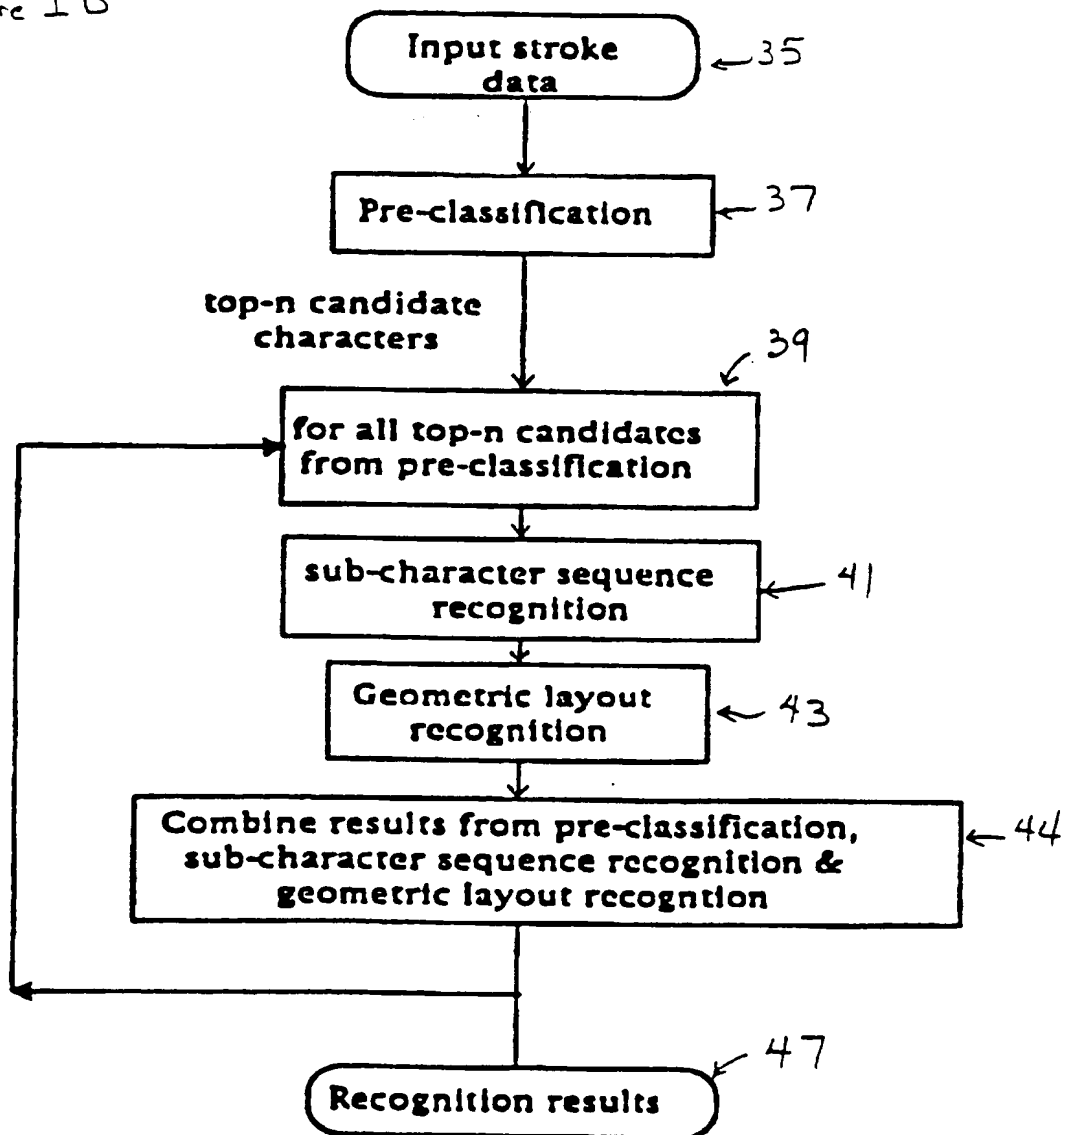 re 1B
Input stroke
data
35
Pre-classification
37
top-n candidate
characters
39
for all top-n candidates
from pre-classification
sub-character sequence
recognition
41
Geometric layout
recognition
43
Combine results from pre-classification,
sub-character sequence recognition &
geometric layout recogntion
44
47
Recognition results